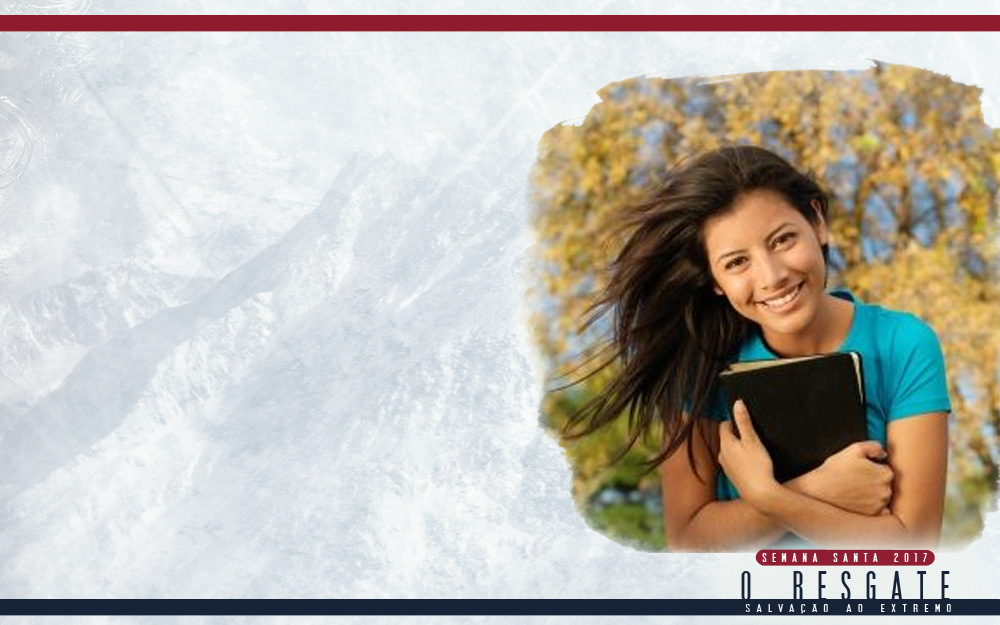 SEMANA SANTA 2017
O RESGATE
SALVAÇÃO AO EXTREMO